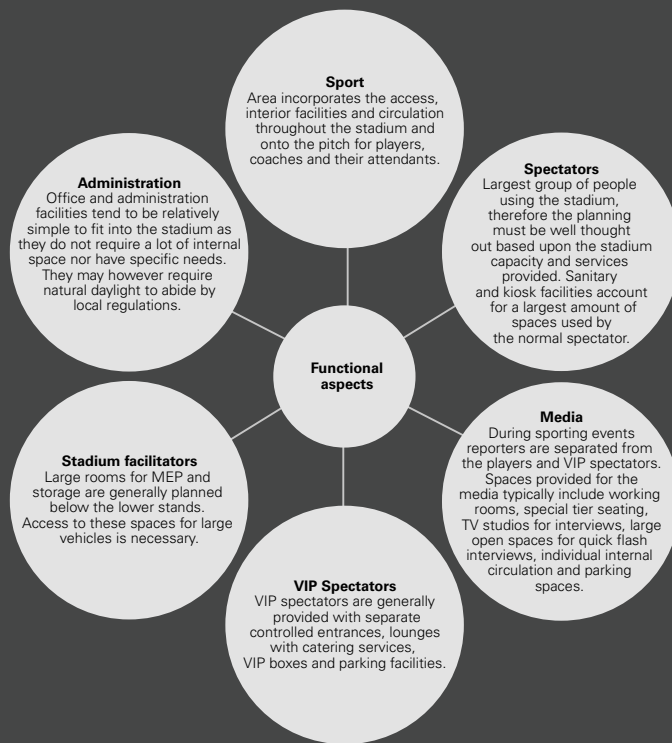 Sport
Area incorporates the access,
interior facilities and circulation
throughout the stadium and
onto the pitch for players,
coaches and their attendants.
Administration
Office and administration
facilities tend to be relatively
simple to fit into the stadium as
they do not require a lot of internal
space nor have specific needs.
They may however require
natural daylight to abide by
local regulations.
Spectators
Largest group of people
using the stadium,
therefore the planning
must be well thought
out based upon the stadium
capacity and services
provided. Sanitary
and kiosk facilities account
for a largest amount of
spaces used by
the normal spectator.
Functional
aspects
Stadium facilitators
Large rooms for MEP and
storage are generally planned
below the lower stands.
Access to these spaces for large
vehicles is necessary.
Media
During sporting events
reporters are separated from
the players and VIP spectators.
Spaces provided for the
media typically include working
rooms, special tier seating,
TV studios for interviews, large
open spaces for quick flash
interviews, individual internal
circulation and parking
spaces.
VIP Spectators
VIP spectators are generally
provided with separate
controlled entrances, lounges
with catering services,
VIP boxes and parking facilities.